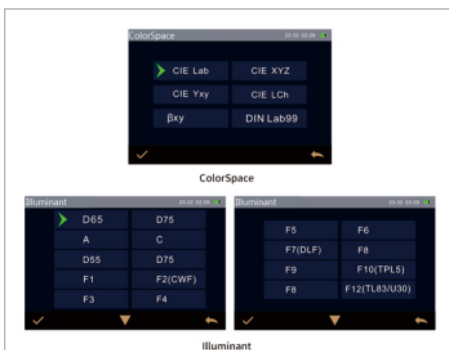 ColorSpace
CIE Lab CIE XYZ
CIE Yxy CIE LCh
βxy DIN Lab99
ColorSpace
Illuminant
D65 D75
A C
D55 D75
F1 F2(CWF)
F3 F4
Illuminant
F5 F6
F7(DLF) F8
F9 F10(TPL5)
F8 F12(TL83/U30)
Illuminant